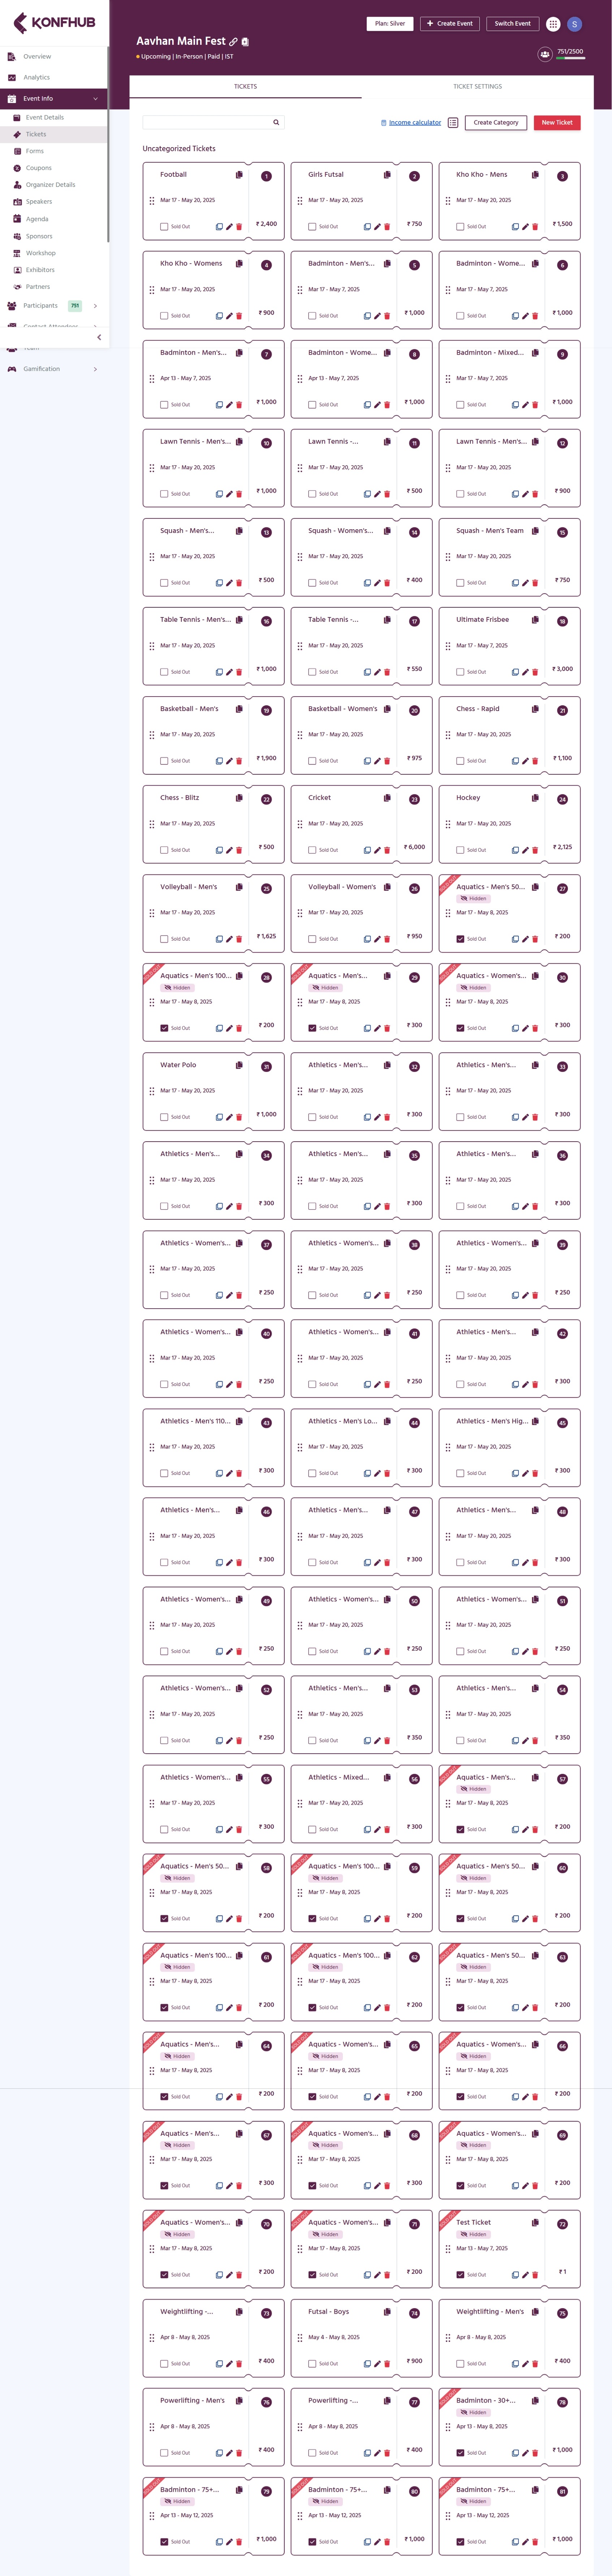 KONFHUB
Plan: Silver
Create Event
Switch Event
S
Aavhan Main Fest
Upcoming | In-Person | Paid | IST
751/2500
Overview
Analytics
Event Info
Event Details
Tickets
Forms
Coupons
Organizer Details
Speakers
Agenda
Sponsors
Workshop
Exhibitors
Partners
Participants 751
Gamification
TICKETS
TICKET SETTINGS
Income calculator
Create Category
New Ticket
Uncategorized Tickets
Football 1
Mar 17 - May 20, 2025
Sold Out ₹ 2,400
Girls Futsal 2
Mar 17 - May 20, 2025
Sold Out ₹ 750
Kho Kho - Mens 3
Mar 17 - May 20, 2025
Sold Out ₹ 1,500
Kho Kho - Womens 4
Mar 17 - May 20, 2025
Sold Out ₹ 900
Badminton - Men's... 5
Mar 17 - May 7, 2025
Sold Out ₹ 1,000
Badminton - Wome... 6
Mar 17 - May 7, 2025
Sold Out ₹ 1,000
Badminton - Men's... 7
Apr 13 - May 7, 2025
Sold Out ₹ 1,000
Badminton - Wome... 8
Apr 13 - May 7, 2025
Sold Out ₹ 1,000
Badminton - Mixed... 9
Mar 17 - May 7, 2025
Sold Out ₹ 1,000
Lawn Tennis - Men's... 10
Mar 17 - May 20, 2025
Sold Out ₹ 1,000
Lawn Tennis -... 11
Mar 17 - May 20, 2025
Sold Out ₹ 500
Lawn Tennis - Men's... 12
Mar 17 - May 20, 2025
Sold Out ₹ 900
Squash - Men's... 13
Mar 17 - May 20, 2025
Sold Out ₹ 500
Squash - Women's... 14
Mar 17 - May 20, 2025
Sold Out ₹ 400
Squash - Men's Team 15
Mar 17 - May 20, 2025
Sold Out ₹ 750
Table Tennis - Men's... 16
Mar 17 - May 20, 2025
Sold Out ₹ 1,000
Table Tennis -... 17
Mar 17 - May 20, 2025
Sold Out ₹ 550
Ultimate Frisbee 18
Mar 17 - May 7, 2025
Sold Out ₹ 3,000
Basketball - Men's 19
Mar 17 - May 20, 2025
Sold Out ₹ 1,900
Basketball - Women's 20
Mar 17 - May 20, 2025
Sold Out ₹ 975
Chess - Rapid 21
Mar 17 - May 20, 2025
Sold Out ₹ 1,100
Chess - Blitz 22
Mar 17 - May 20, 2025
Sold Out ₹ 500
Cricket 23
Mar 17 - May 20, 2025
Sold Out ₹ 6,000
Hockey 24
Mar 17 - May 20, 2025
Sold Out ₹ 2,125
Volleyball - Men's 25
Mar 17 - May 20, 2025
Sold Out ₹ 1,625
Volleyball - Women's 26
Mar 17 - May 20, 2025
Sold Out ₹ 950
Aquatics - Men's 50... 27
Hidden
Mar 17 - May 8, 2025
Sold Out ₹ 200
Aquatics - Men's 100... 28
Hidden
Mar 17 - May 8, 2025
Sold Out ₹ 200
Aquatics - Men's... 29
Hidden
Mar 17 - May 8, 2025
Sold Out ₹ 300
Aquatics - Women's... 30
Hidden
Mar 17 - May 8, 2025
Sold Out ₹ 300
Water Polo 31
Mar 17 - May 20, 2025
Sold Out ₹ 1,000
Athletics - Men's... 32
Mar 17 - May 20, 2025
Sold Out ₹ 300
Athletics - Men's... 33
Mar 17 - May 20, 2025
Sold Out ₹ 300
Athletics - Men's... 34
Mar 17 - May 20, 2025
Sold Out ₹ 300
Athletics - Men's... 35
Mar 17 - May 20, 2025
Sold Out ₹ 300
Athletics - Men's... 36
Mar 17 - May 20, 2025
Sold Out ₹ 300
Athletics - Women's... 37
Mar 17 - May 20, 2025
Sold Out ₹ 250
Athletics - Women's... 38
Mar 17 - May 20, 2025
Sold Out ₹ 250
Athletics - Women's... 39
Mar 17 - May 20, 2025
Sold Out ₹ 250
Athletics - Women's... 40
Mar 17 - May 20, 2025
Sold Out ₹ 250
Athletics - Women's... 41
Mar 17 - May 20, 2025
Sold Out ₹ 250
Athletics - Men's... 42
Mar 17 - May 20, 2025
Sold Out ₹ 300
Athletics - Men's 110... 43
Mar 17 - May 20, 2025
Sold Out ₹ 300
Athletics - Men's Lo... 44
Mar 17 - May 20, 2025
Sold Out ₹ 300
Athletics - Men's Hig... 45
Mar 17 - May 20, 2025
Sold Out ₹ 300
Athletics - Men's... 46
Mar 17 - May 20, 2025
Sold Out ₹ 300
Athletics - Men's... 47
Mar 17 - May 20, 2025
Sold Out ₹ 300
Athletics - Men's... 48
Mar 17 - May 20, 2025
Sold Out ₹ 300
Athletics - Women's... 49
Mar 17 - May 20, 2025
Sold Out ₹ 250
Athletics - Women's... 50
Mar 17 - May 20, 2025
Sold Out ₹ 250
Athletics - Women's... 51
Mar 17 - May 20, 2025
Sold Out ₹ 250
Athletics - Women's... 52
Mar 17 - May 20, 2025
Sold Out ₹ 250
Athletics - Men's... 53
Mar 17 - May 20, 2025
Sold Out ₹ 350
Athletics - Men's... 54
Mar 17 - May 20, 2025
Sold Out ₹ 350
Athletics - Women's... 55
Mar 17 - May 20, 2025
Sold Out ₹ 300
Athletics - Mixed... 56
Mar 17 - May 20, 2025
Sold Out ₹ 300
Aquatics - Men's... 57
Hidden
Mar 17 - May 8, 2025
Sold Out ₹ 200
Aquatics - Men's 50... 58
Hidden
Mar 17 - May 8, 2025
Sold Out ₹ 200
Aquatics - Men's 100... 59
Hidden
Mar 17 - May 8, 2025
Sold Out ₹ 200
Aquatics - Men's 50... 60
Hidden
Mar 17 - May 8, 2025
Sold Out ₹ 200
Aquatics - Men's 100... 61
Hidden
Mar 17 - May 8, 2025
Sold Out ₹ 200
Aquatics - Men's 100... 62
Hidden
Mar 17 - May 8, 2025
Sold Out ₹ 200
Aquatics - Men's 50... 63
Hidden
Mar 17 - May 8, 2025
Sold Out ₹ 200
Aquatics - Men's... 64
Hidden
Mar 17 - May 8, 2025
Sold Out ₹ 200
Aquatics - Women's... 65
Hidden
Mar 17 - May 8, 2025
Sold Out ₹ 200
Aquatics - Women's... 66
Hidden
Mar 17 - May 8, 2025
Sold Out ₹ 200
Aquatics - Men's... 67
Hidden
Mar 17 - May 8, 2025
Sold Out ₹ 300
Aquatics - Women's... 68
Hidden
Mar 17 - May 8, 2025
Sold Out ₹ 300
Aquatics - Women's... 69
Hidden
Mar 17 - May 8, 2025
Sold Out ₹ 200
Aquatics - Women's... 70
Hidden
Mar 17 - May 8, 2025
Sold Out ₹ 200
Aquatics - Women's... 71
Hidden
Mar 17 - May 8, 2025
Sold Out ₹ 200
Test Ticket 72
Hidden
Mar 13 - May 7, 2025
Sold Out ₹ 1
Weightlifting -... 73
Apr 8 - May 8, 2025
Sold Out ₹ 400
Futsal - Boys 74
May 4 - May 8, 2025
Sold Out ₹ 900
Weightlifting - Men's 75
Apr 8 - May 8, 2025
Sold Out ₹ 400
Powerlifting - Men's 76
Apr 8 - May 8, 2025
Sold Out ₹ 400
Powerlifting -... 77
Apr 8 - May 8, 2025
Sold Out ₹ 400
Badminton - 30+... 78
Hidden
Apr 13 - May 8, 2025
Sold Out ₹ 1,000
Badminton - 75+... 79
Hidden
Apr 13 - May 12, 2025
Sold Out ₹ 1,000
Badminton - 75+... 80
Hidden
Apr 13 - May 12, 2025
Sold Out ₹ 1,000
Badminton - 75+... 81
Hidden
Apr 13 - May 12, 2025
Sold Out ₹ 1,000